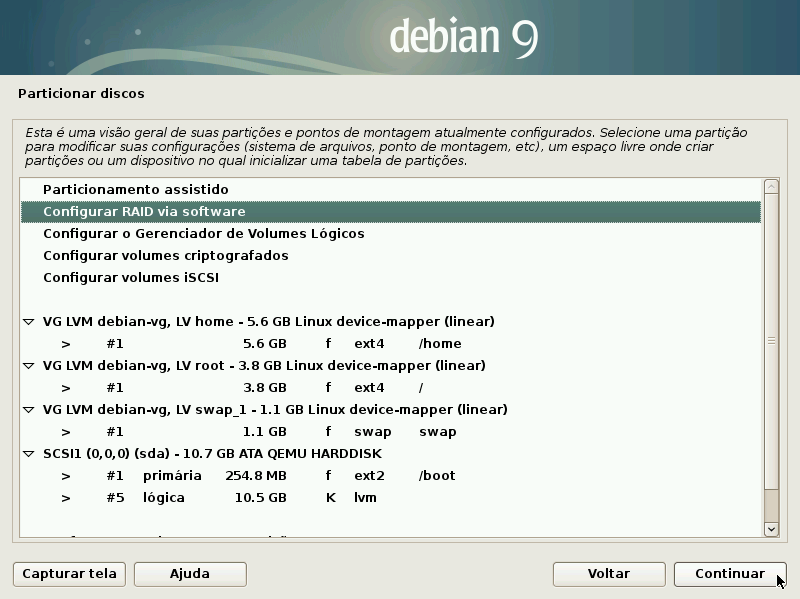 debian 9
Particionar discos
Esta é uma visão geral de suas partições e pontos de montagem atualmente configurados. Selecione uma partição
para modificar suas configurações (sistema de arquivos, ponto de montagem, etc), um espaço livre onde criar
partições ou um dispositivo no qual inicializar uma tabela de partições.
Particionamento assistido
Configurar RAID via software
Configurar o Gerenciador de Volumes Lógicos
Configurar volumes criptografados
Configurar volumes iSCSI
VG LVM debian-vg, LV home - 5.6 GB Linux device-mapper (linear)
> #1 5.6 GB f ext4 /home
VG LVM debian-vg, LV root - 3.8 GB Linux device-mapper (linear)
> #1 3.8 GB f ext4 /
VG LVM debian-vg, LV swap_1 - 1.1 GB Linux device-mapper (linear)
> #1 1.1 GB f swap swap
SCSI1 (0,0,0) (sda) - 10.7 GB ATA QEMU HARDDISK
> #1 primária 254.8 MB f ext2 /boot
> #5 lógica 10.5 GB K lvm
Capturar tela Ajuda Voltar Continuar